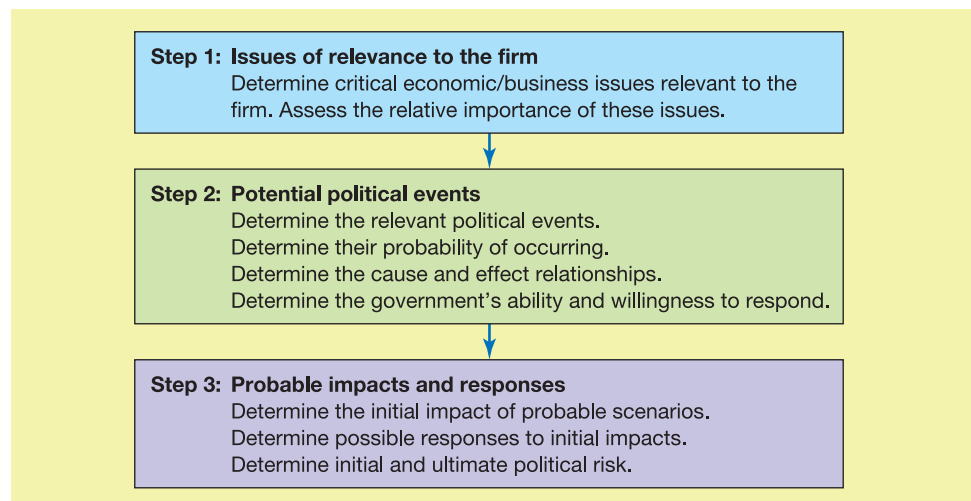 Step 1: Issues of relevance to the firm
Determine critical economic/business issues relevant to the
firm. Assess the relative importance of these issues.
Step 2: Potential political events
Determine the relevant political events.
Determine their probability of occurring.
Determine the cause and effect relationships.
Determine the government’s ability and willingness to respond.
Step 3: Probable impacts and responses
Determine the initial impact of probable scenarios.
Determine possible responses to initial impacts.
Determine initial and ultimate political risk.